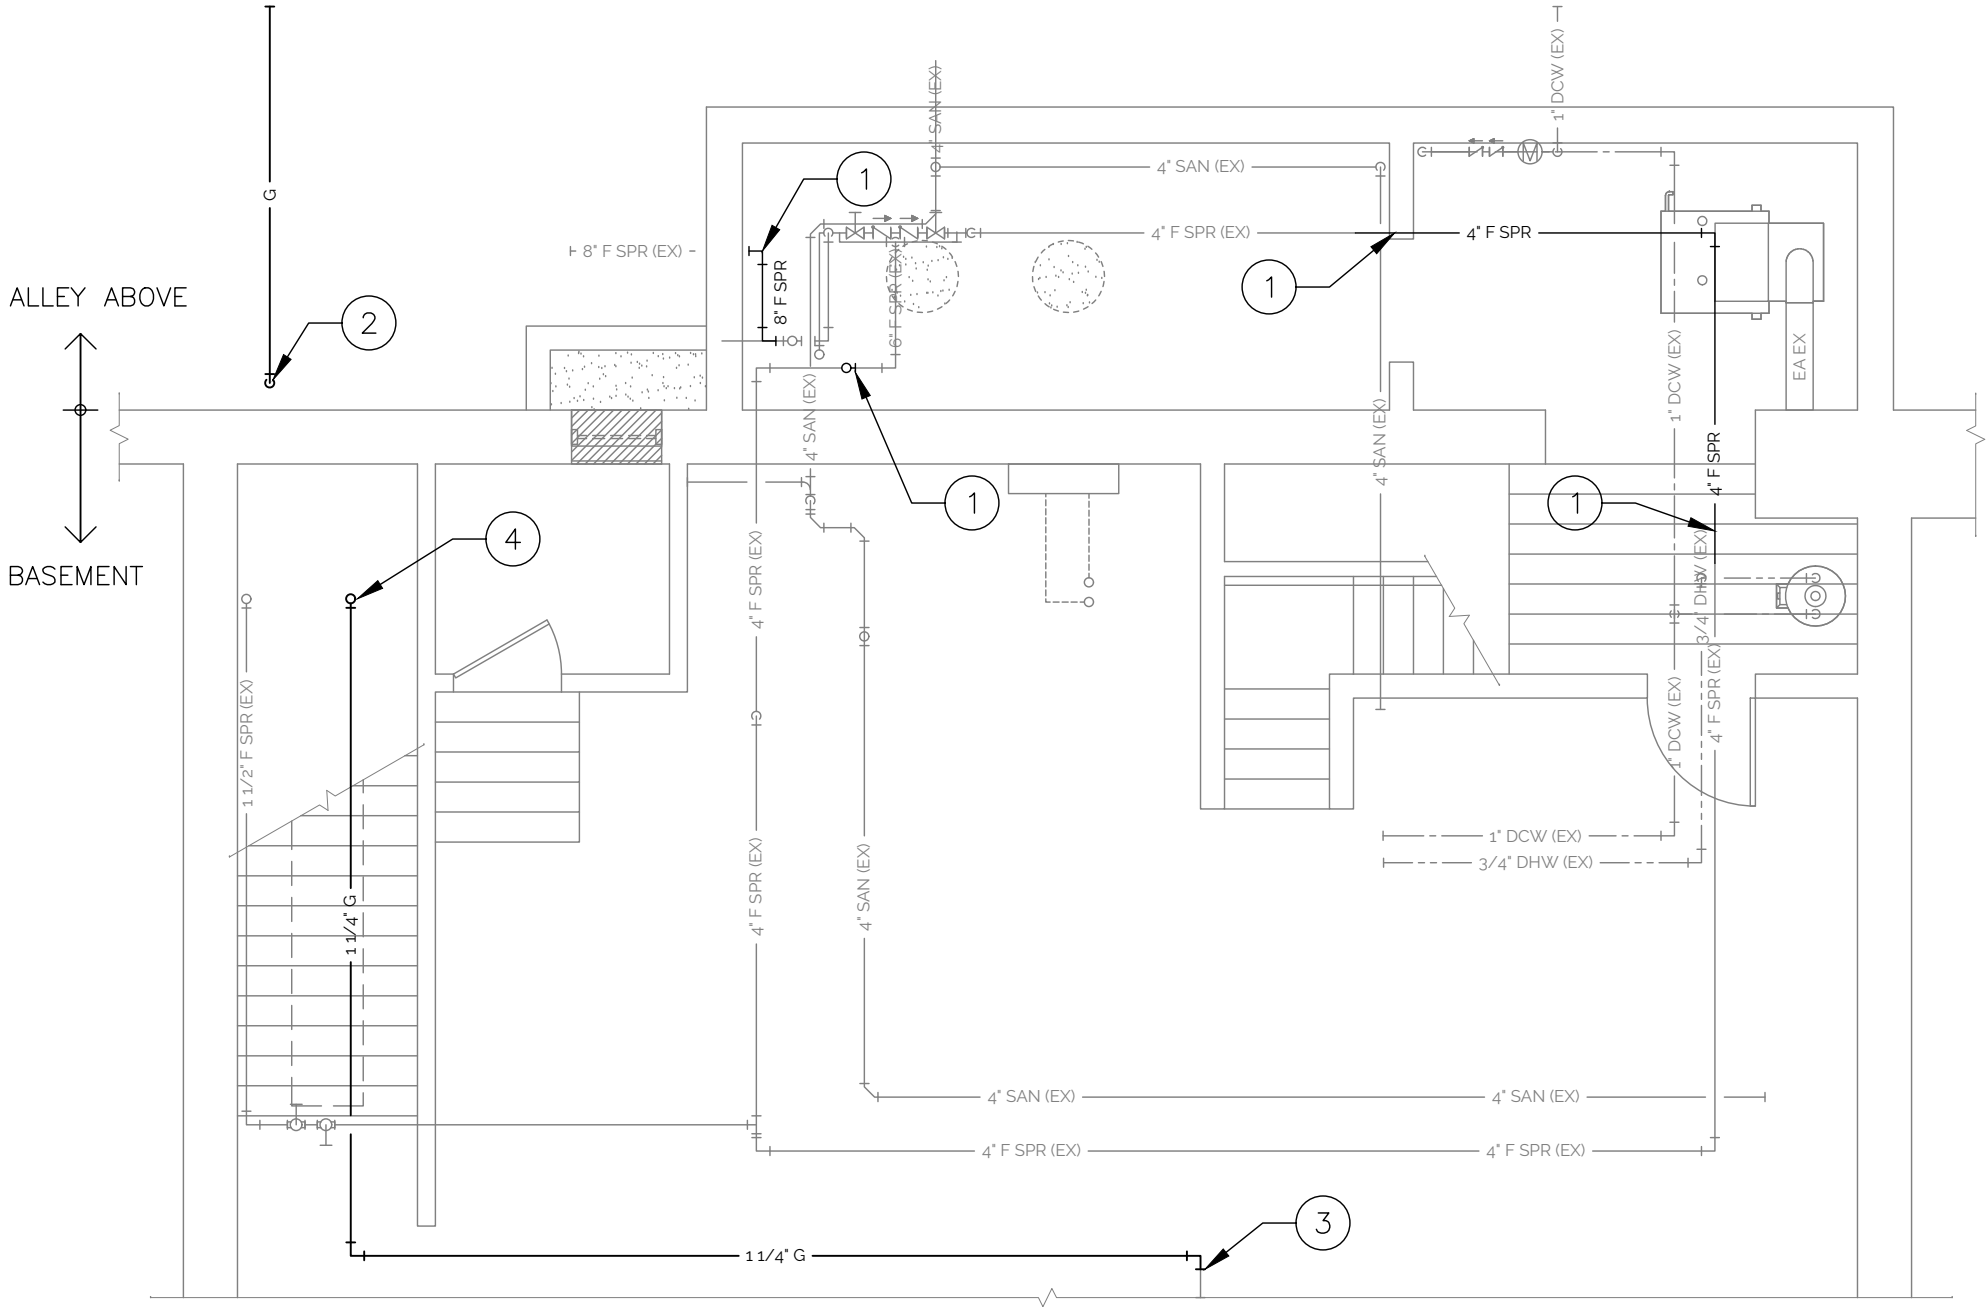 1" DCW (EX)
4" SAN (EX)
4" SAN (EX)
1
G
4" F SPR (EX)
4" F SPR
8" F SPR (EX)
8" F SPR
6" F SPR (EX)
1
ALLEY ABOVE
2
EA EX
1" DCW (EX)
4" SAN (EX)
4" SAN (EX)
4" F SPR
1
1
4
BASEMENT
4" F SPR (EX)
3/4" DHW (EX)
4" F SPR (EX)
1" DCW (EX)
1 1/2" F SPR (EX)
1" DCW (EX)
3/4" DHW (EX)
4" F SPR (EX)
4" SAN (EX)
1 1/4" G
4" SAN (EX)
4" SAN (EX)
4" F SPR (EX)
4" F SPR (EX)
3
1 1/4" G